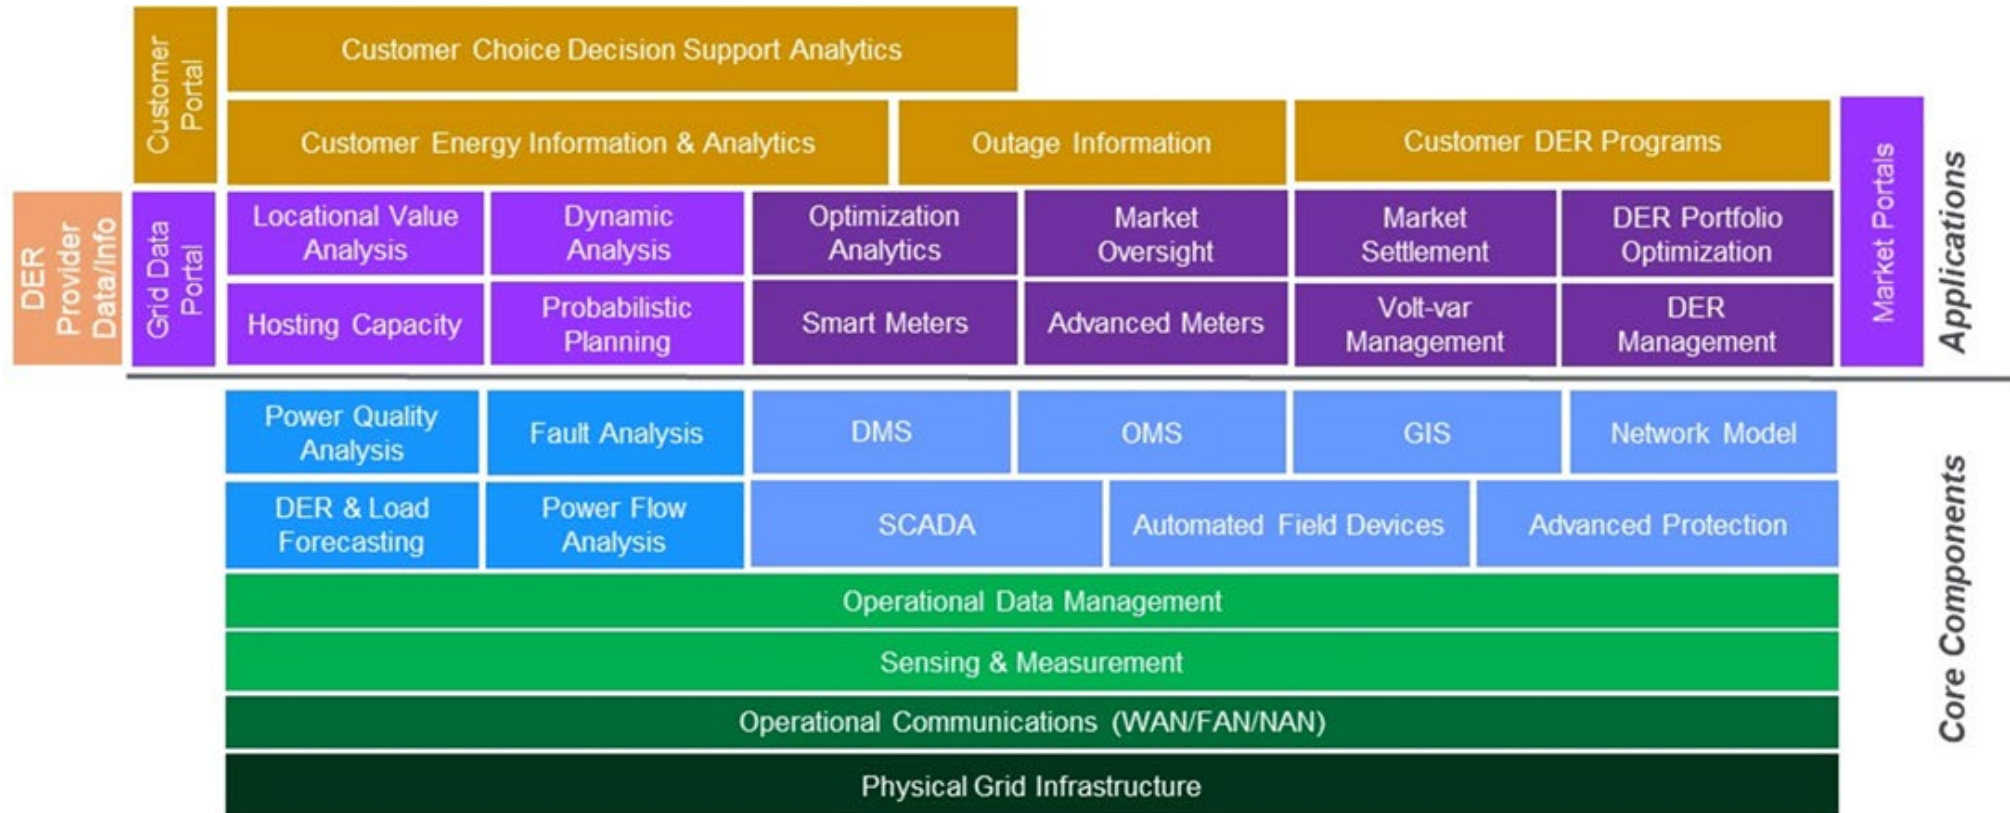 Customer
Portal
Customer Choice Decision Support Analytics
Customer Energy Information & Analytics
Outage Information
Customer DER Programs
Market Portals
Applications
DER
Provider
Data/Info
Grid Data
Portal
Locational Value
Analysis
Dynamic
Analysis
Optimization
Analytics
Market
Oversight
Market
Settlement
DER Portfolio
Optimization
Hosting Capacity
Probabilistic
Planning
Smart Meters
Advanced Meters
Volt-var
Management
DER
Management
Power Quality
Analysis
Fault Analysis
DMS
OMS
GIS
Network Model
Core Components
DER & Load
Forecasting
Power Flow
Analysis
SCADA
Automated Field Devices
Advanced Protection
Operational Data Management
Sensing & Measurement
Operational Communications (WAN/FAN/NAN)
Physical Grid Infrastructure